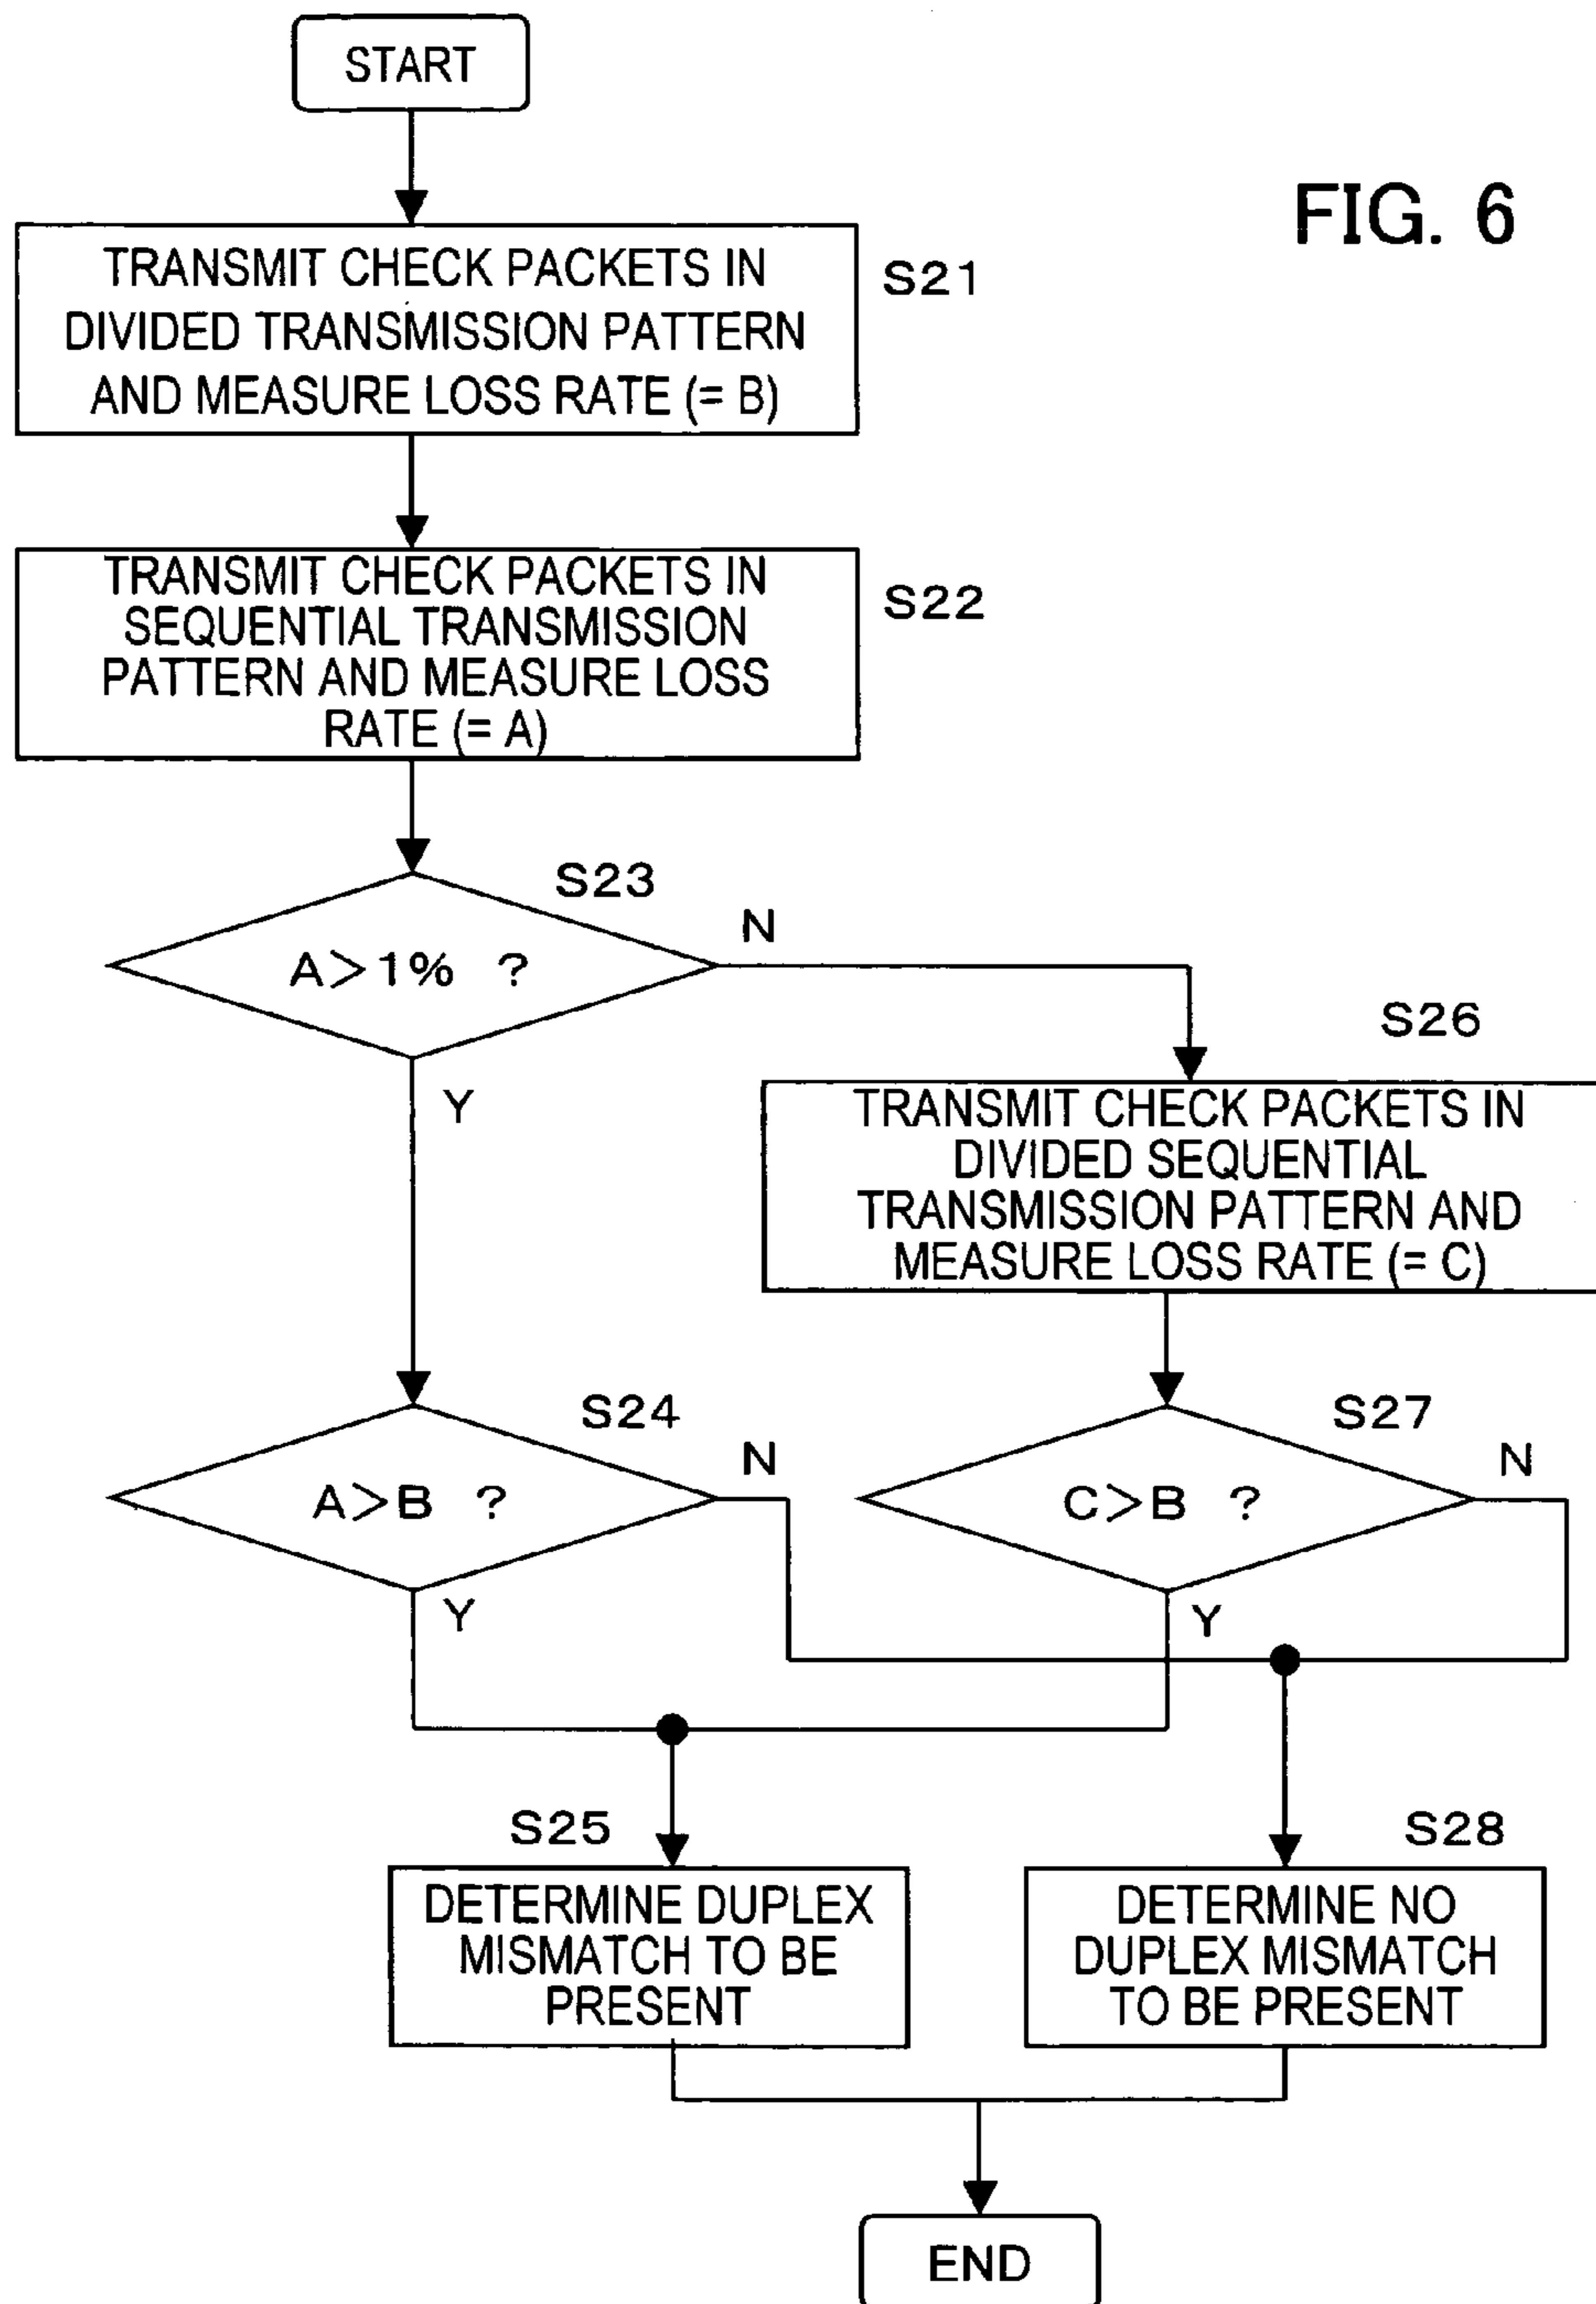 START
FIG. 6
TRANSMIT CHECK PACKETS IN
DIVIDED TRANSMISSION PATTERN
AND MEASURE LOSS RATE (= B)
S21
TRANSMIT CHECK PACKETS IN
SEQUENTIAL TRANSMISSION
PATTERN AND MEASURE LOSS
RATE (= A)
S22
S23
A>1% ?
N
Y
S26
TRANSMIT CHECK PACKETS IN
DIVIDED SEQUENTIAL
TRANSMISSION PATTERN AND
MEASURE LOSS RATE (= C)
S24
A>B ?
N
Y
S27
C>B ?
N
Y
S25
DETERMINE DUPLEX
MISMATCH TO BE
PRESENT
S28
DETERMINE NO
DUPLEX MISMATCH
TO BE PRESENT
END